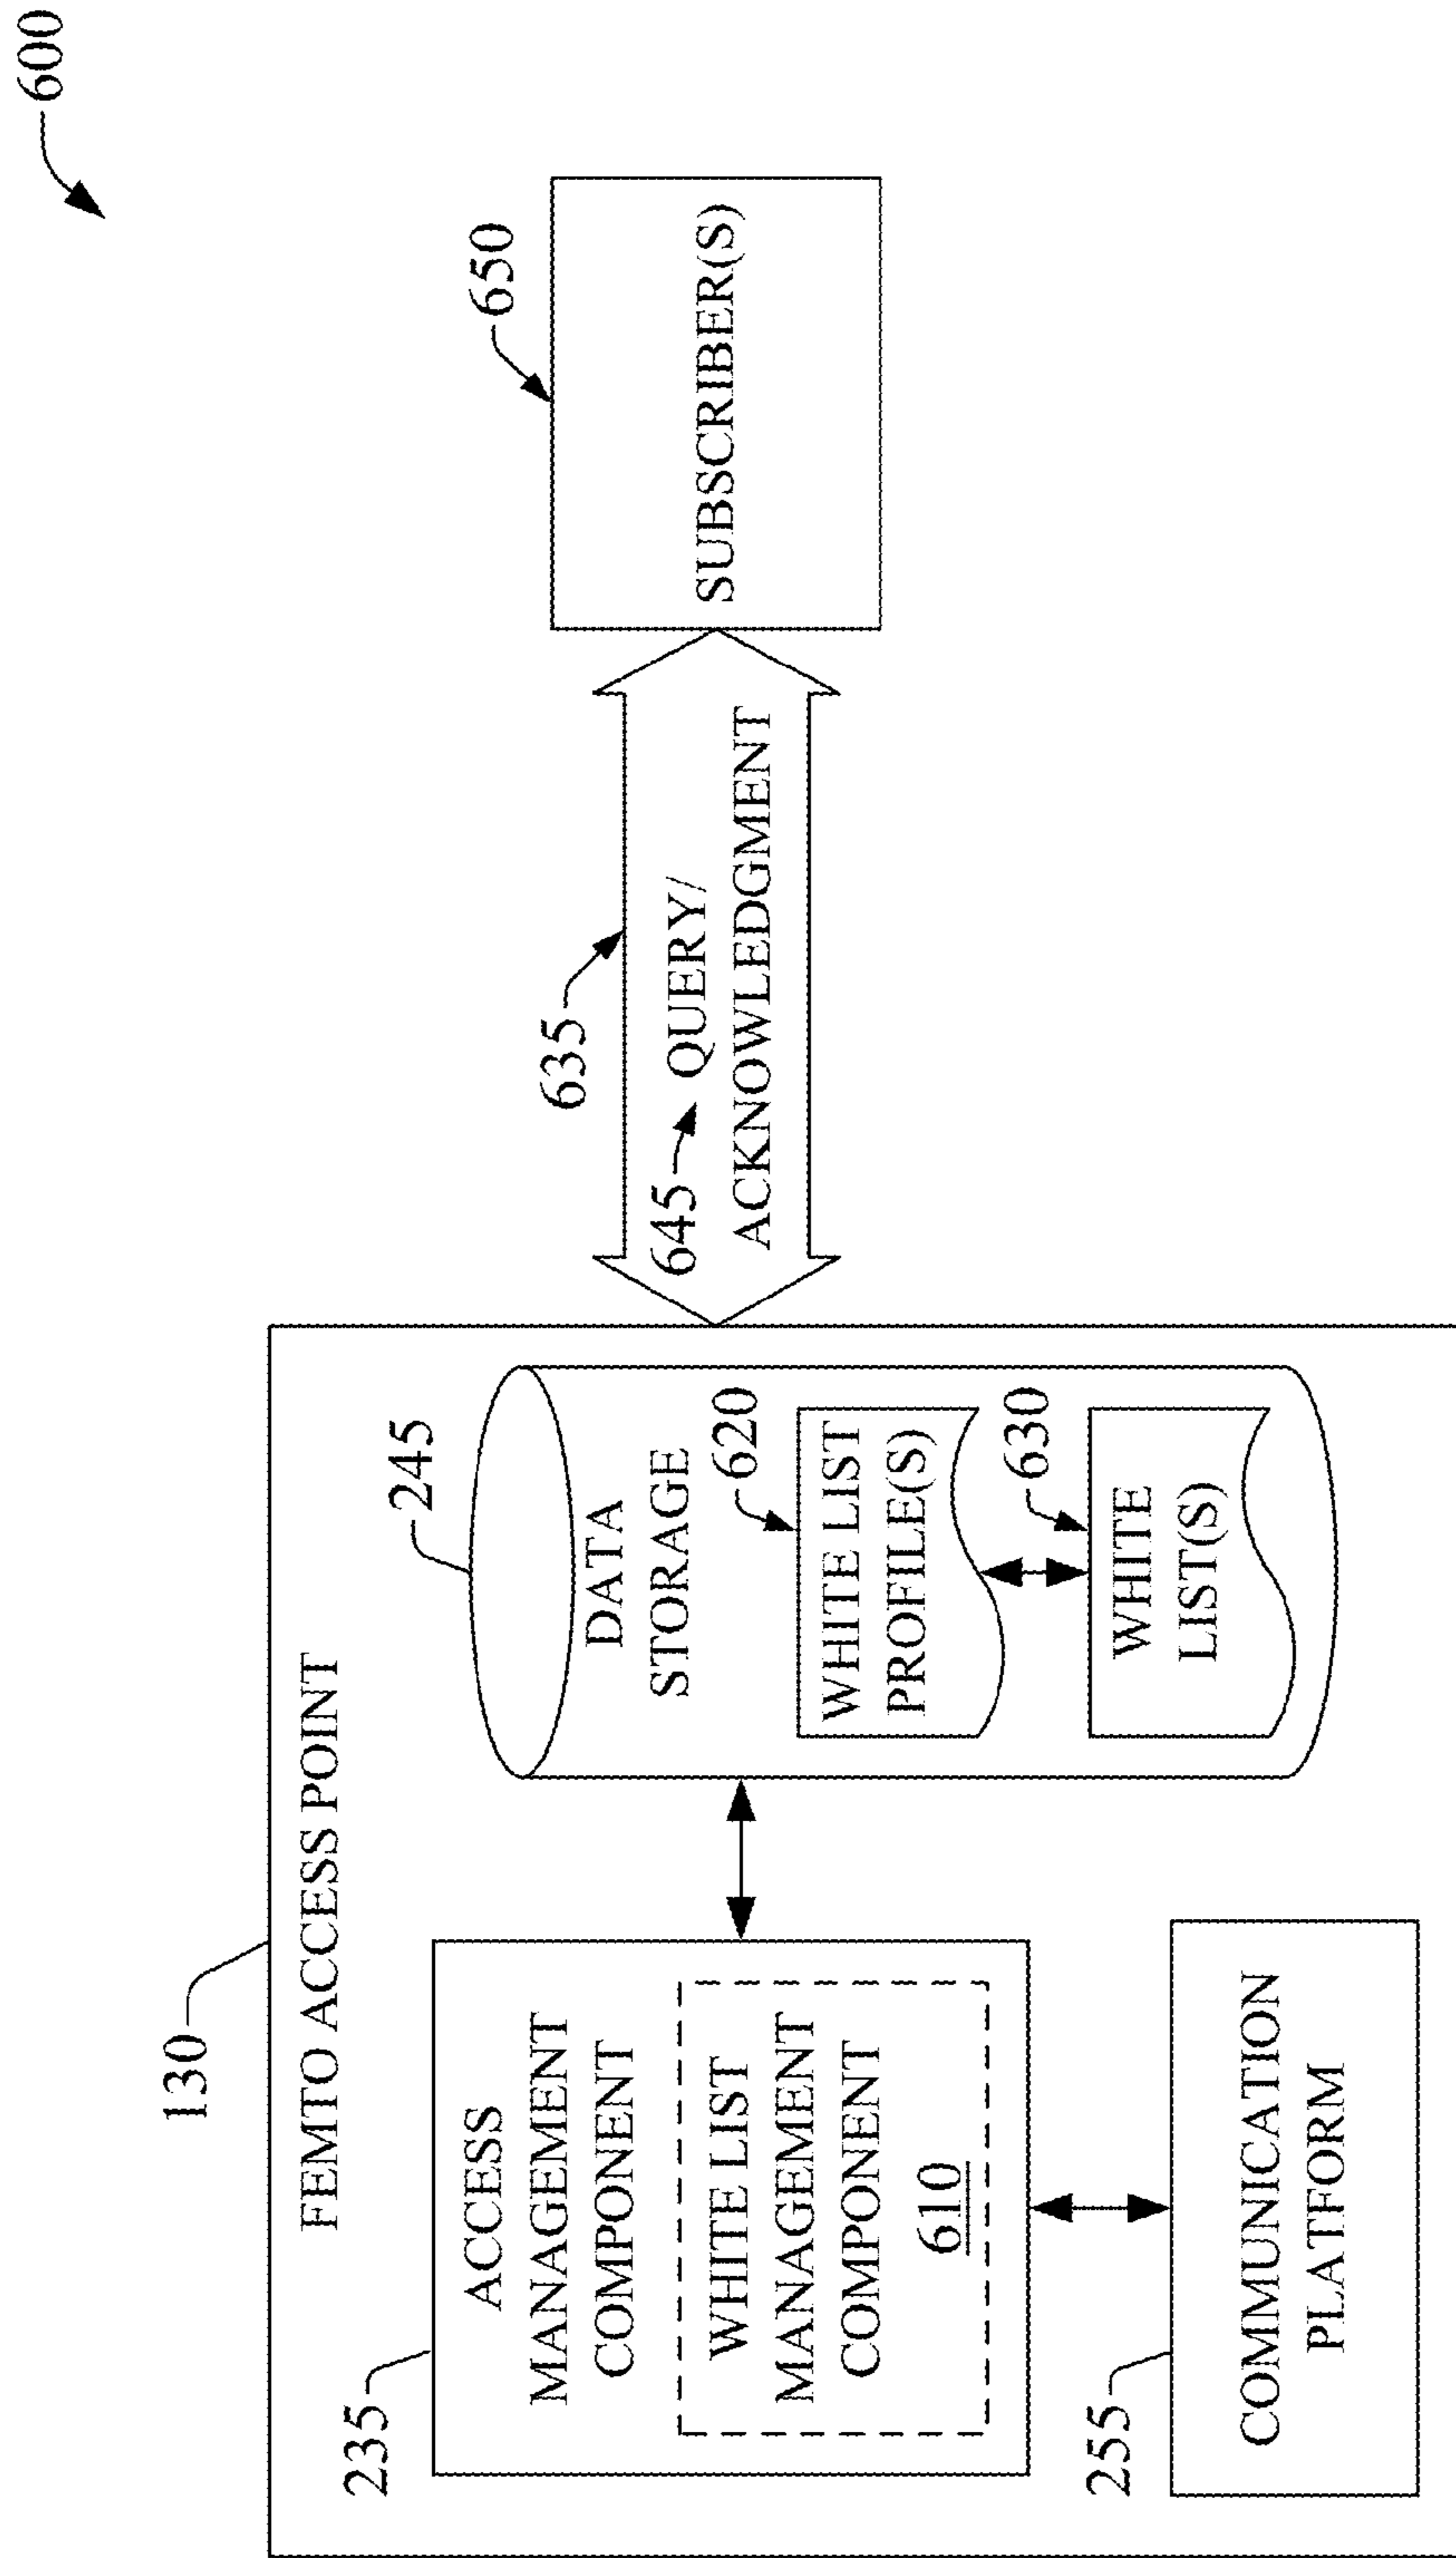 600
130
FEMTO ACCESS POINT
235
ACCESS
MANAGEMENT
COMPONENT
WHITE LIST
MANAGEMENT
COMPONENT
610
255
COMMUNICATION
PLATFORM
245
DATA
STORAGE
620
WHITE LIST
PROFILE(S)
630
WHITE
LIST(S)
635
645
QUERY/
ACKNOWLEDGMENT
650
SUBSCRIBER(S)